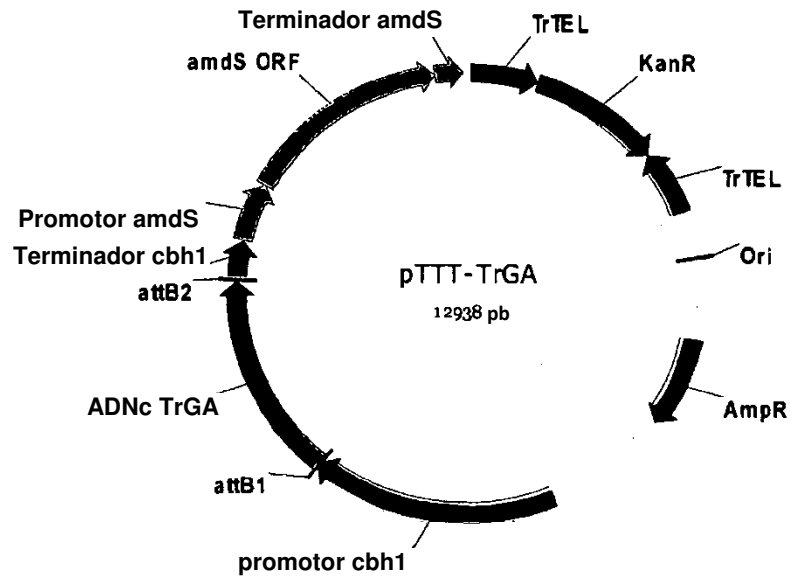 Terminador amdS
TrTEL
amdS ORF
KanR
TrTEL
Promotor amdS
Terminador cbh1
Ori
attB2
pTTT-TrGA
12938 pb
ADNc TrGA
AmpR
attB1
promotor cbh1